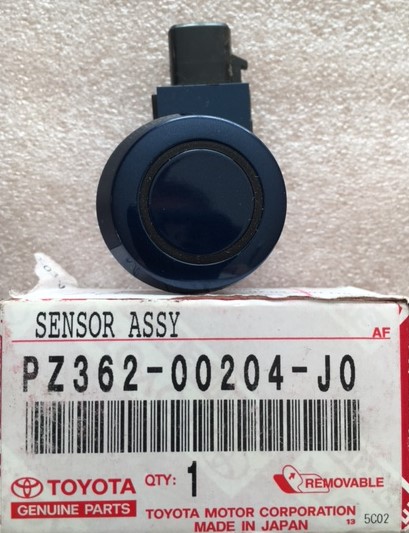 SENSOR ASSY
AF
PZ362-00204-J0
TOYOTA
GENUINE PARTS
QTY: 1
REMOVABLE
TOYOTA MOTOR CORPORATION
MADE IN JAPAN
13 5C02